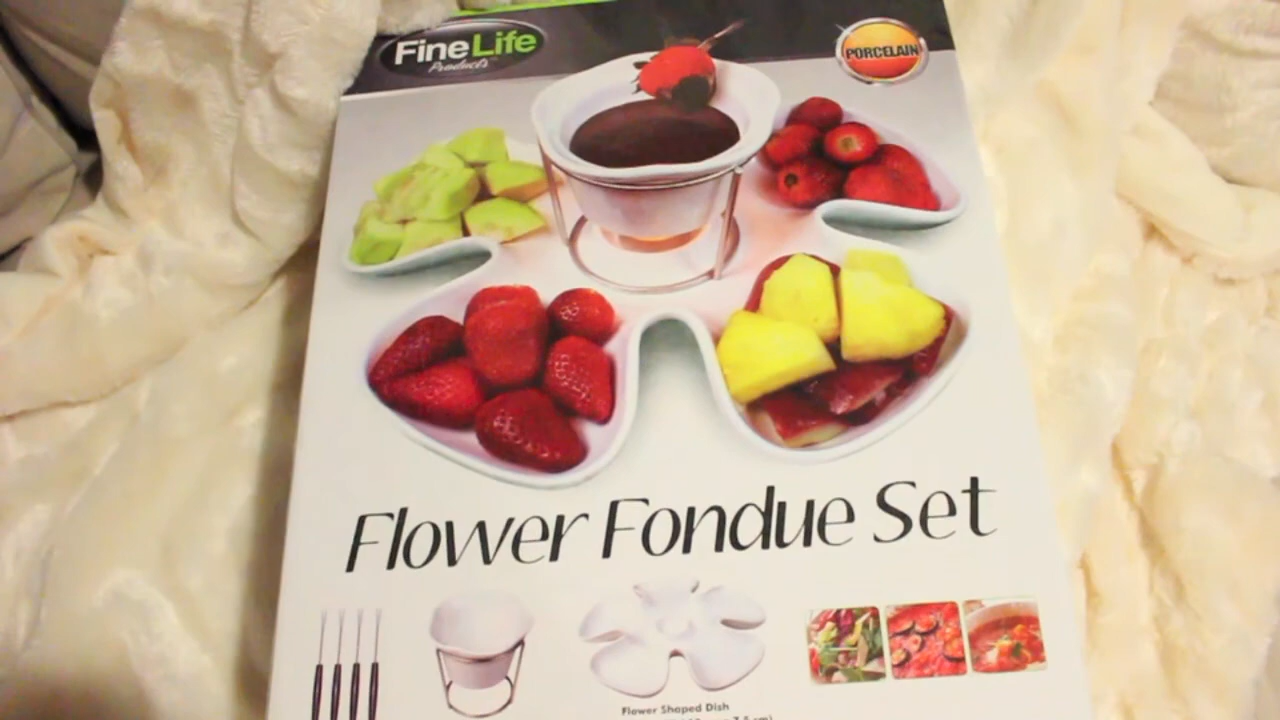 FineLife
Products
PORCELAIN
Flower Fondue Set
Flower Shaped Dish